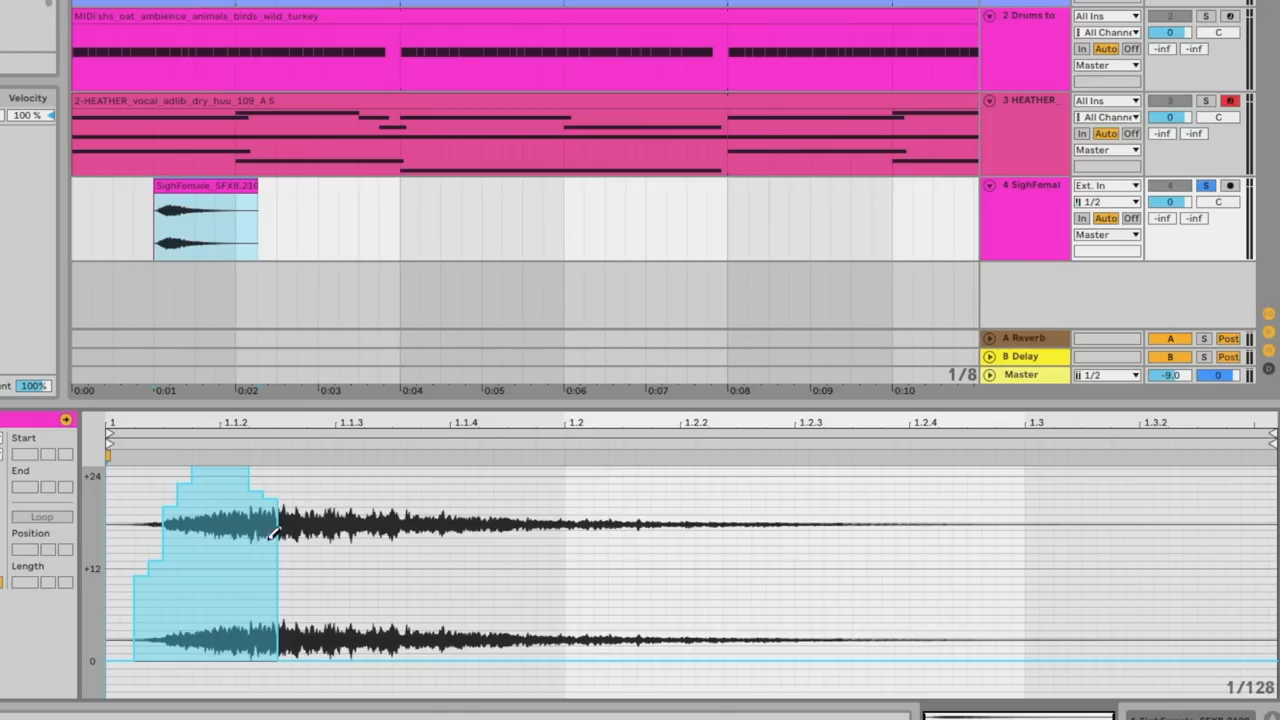 MIDI shs_oat_ambience_animals_birds_wild_turkey
2 Drums to
All Ins
2
S
All Channe
0
C
In
Auto
Off
-inf
-inf
Master
Velocity
100 %
2-HEATHER_vocal_adlib_dry_huu_109_A 5
3 HEATHER_
All Ins
3
S
All Channe
0
C
In
Auto
Off
-inf
-inf
Master
SighFemale_SFXB.210
4 SighFemal
Ext. In
4
S
1/2
0
C
In
Auto
Off
-inf
-inf
Master
A Reverb
A
S
Post
B Delay
B
S
Post
100%
1/8
Master
1/2
-9.0
0
0:00
0:01
0:02
0:03
0:04
0:05
0:06
0:07
0:08
0:09
0:10
1
1.1.2
1.1.3
1.1.4
1.2
1.2.2
1.2.3
1.2.4
1.3
1.3.2
Start
End
Loop
Position
Length
+24
+12
0
1/128